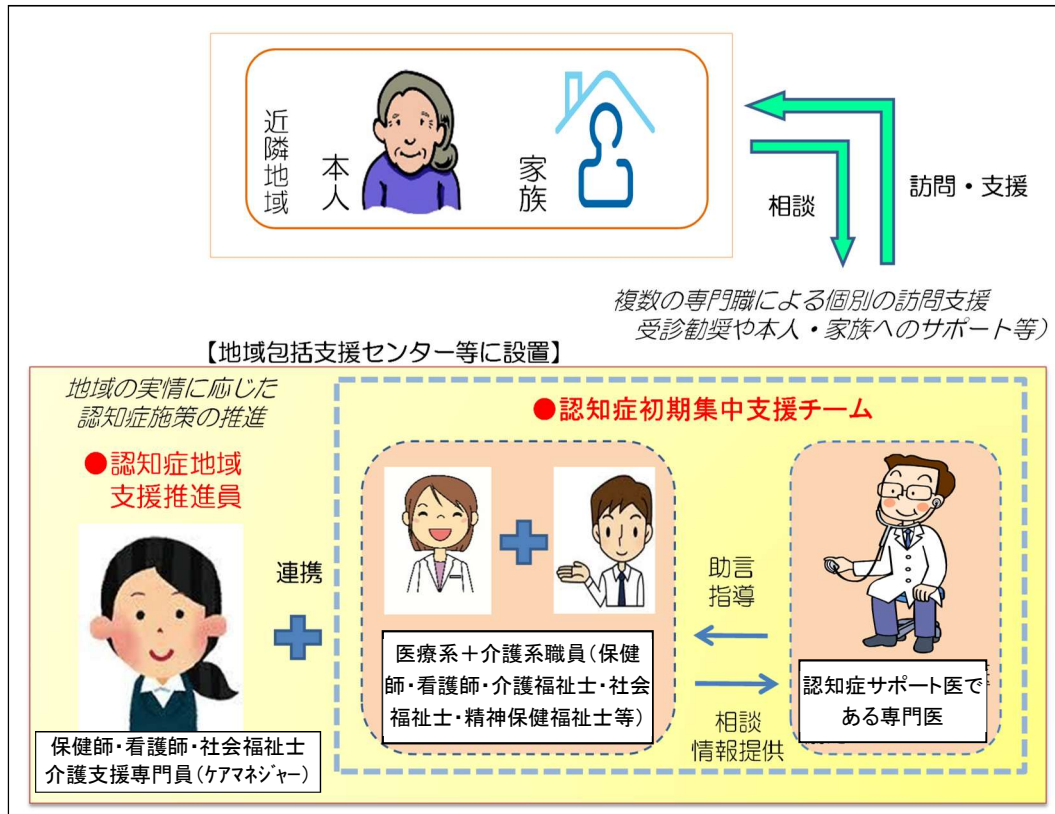 近隣地域
本人
家族
相談
訪問・支援
複数の専門職による個別の訪問支援
受診勧奨や本人・家族へのサポート等）
【地域包括支援センター等に設置】
地域の実情に応じた
認知症施策の推進
●認知症地域
支援推進員
連携
保健師・看護師・社会福祉士
介護支援専門員（ケアマネジャー）
●認知症初期集中支援チーム
医療系＋介護系職員（保健
師・看護師・介護福祉士・社会
福祉士・精神保健福祉士等）
助言
指導
相談
情報提供
認知症サポート医で
ある専門医